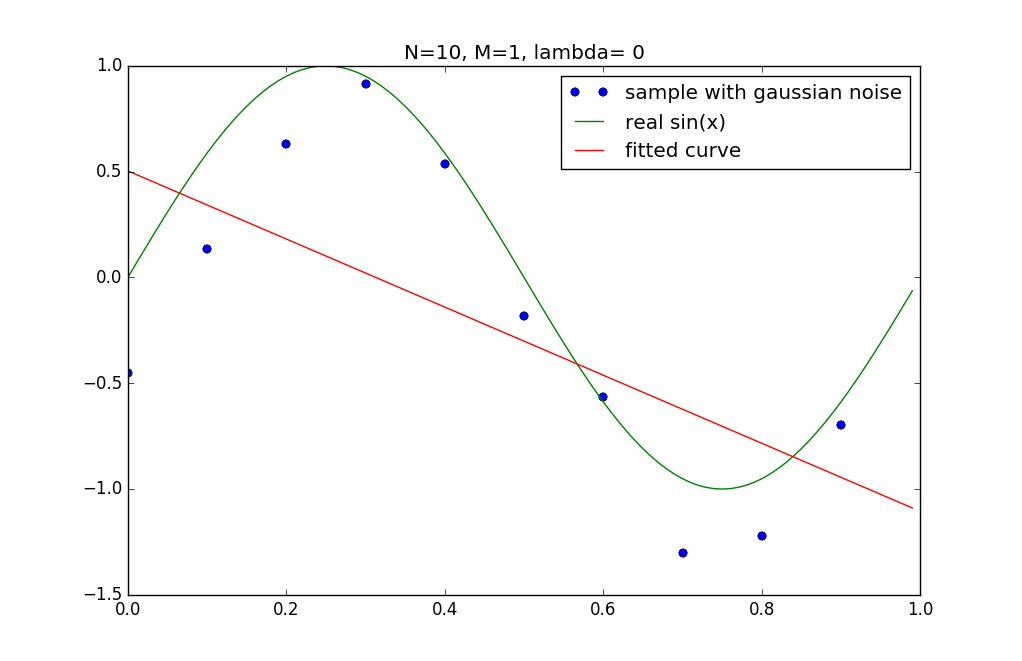 N=10, M=1, lambda= 0
sample with gaussian noise
real sin(x)
fitted curve
1.0
0.5
0.0
−0.5
−1.0
−1.5
0.0 0.2 0.4 0.6 0.8 1.0